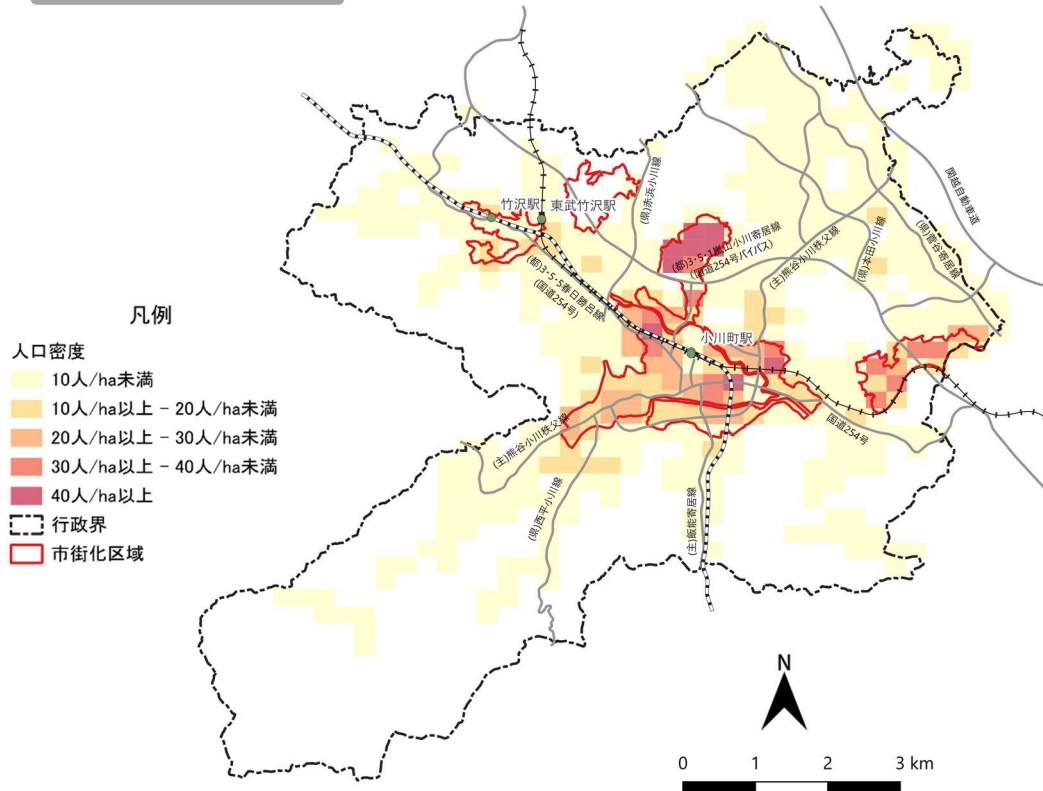 竹沢駅
東武竹沢駅
(県)赤浜小川線
関越自動車道
(都)3・5・1嵐山小川寄居線
(国道254号バイパス)
(主)熊谷小川秩父線
(県)本田小川線
(県)菅谷寄居線
(都)3・5・5春日勝呂線
(国道254号)
小川町駅
国道254号
(主)熊谷小川秩父線
(県)西平小川線
(主)飯能寄居線
凡例
人口密度
10人/ha未満
10人/ha以上 － 20人/ha未満
20人/ha以上 － 30人/ha未満
30人/ha以上 － 40人/ha未満
40人/ha以上
行政界
市街化区域
N
0 1 2 3 km